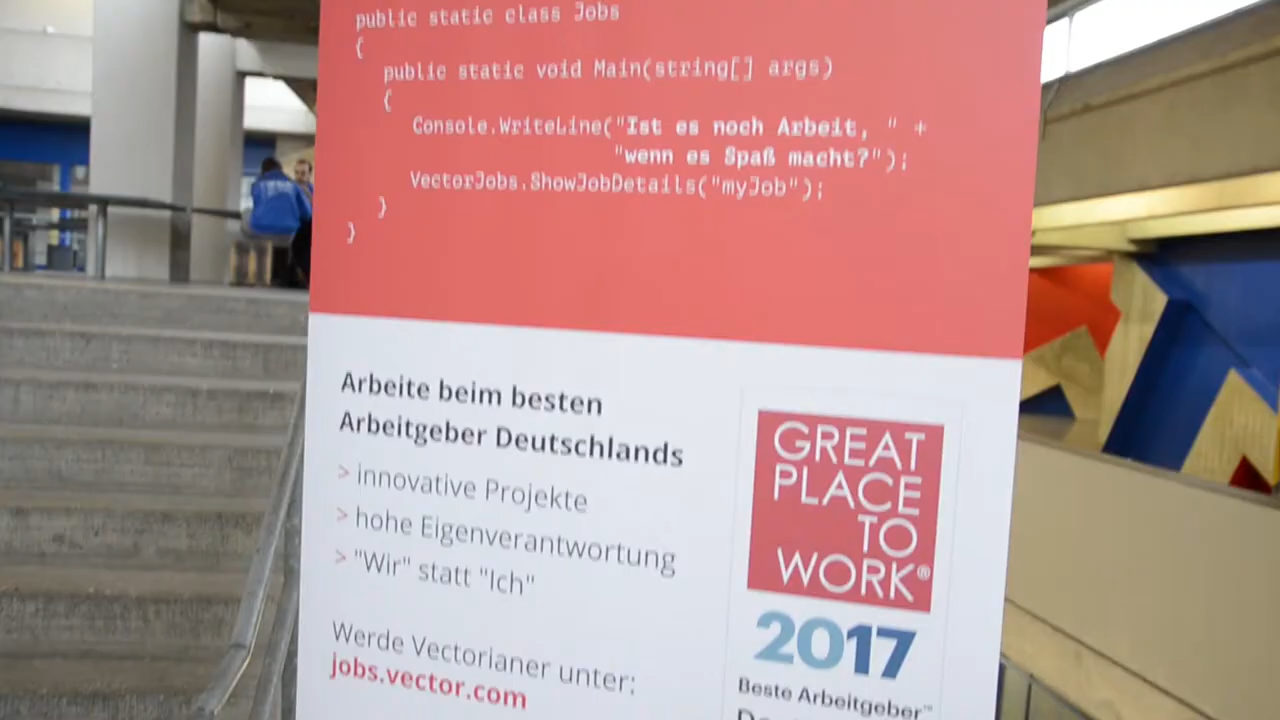 public static class Jobs
{
public static void Main(string[] args)
{
Console.WriteLine("Ist es noch Arbeit, " +
"wenn es Spaß macht?");
VectorJobs.ShowJobDetails("myJob");
}
}
Arbeite beim besten
Arbeitgeber Deutschlands
> innovative Projekte
> hohe Eigenverantwortung
> "Wir" statt "Ich"
Werde Vectorianer unter:
jobs.vector.com
GREAT
PLACE
TO
WORK®
2017
Beste Arbeitgeber™